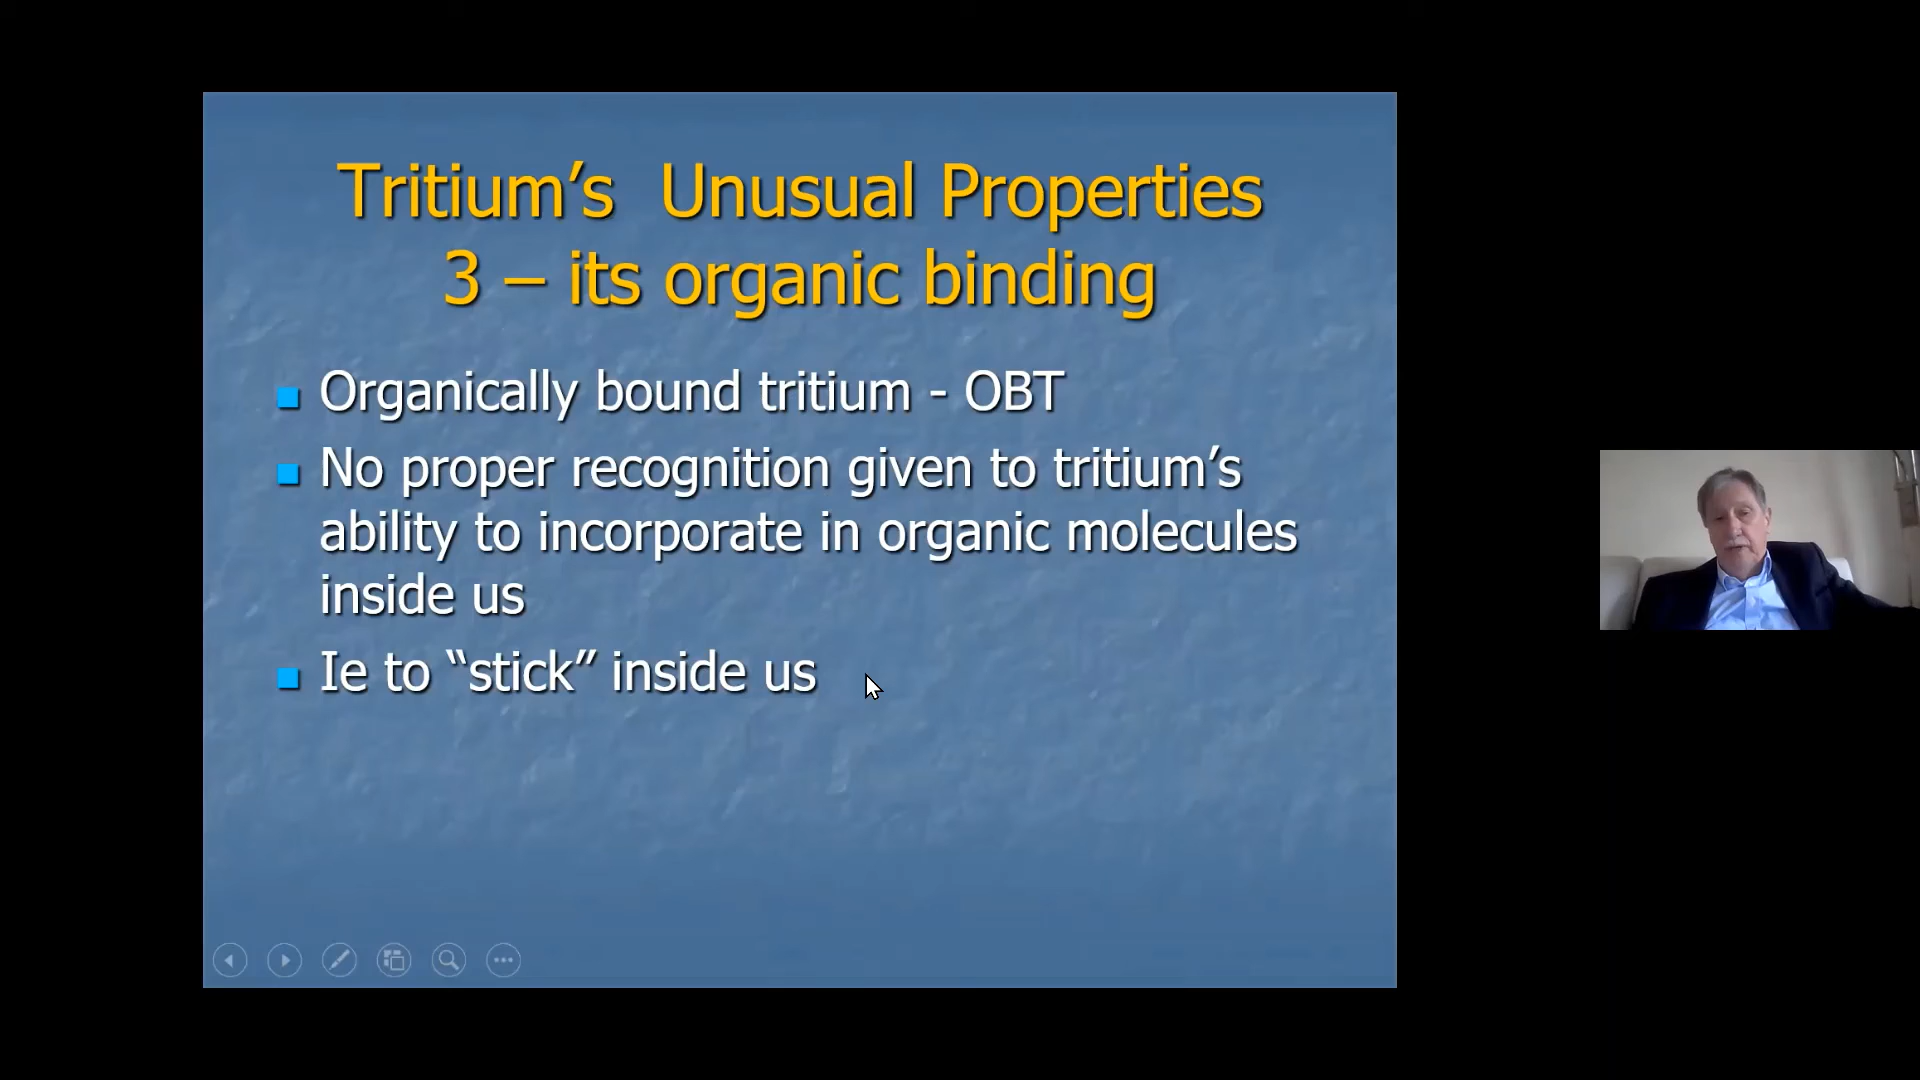 Tritium’s  Unusual Properties
3 – its organic binding
Organically bound tritium - OBT
No proper recognition given to tritium’s
ability to incorporate in organic molecules
inside us
Ie to “stick” inside us